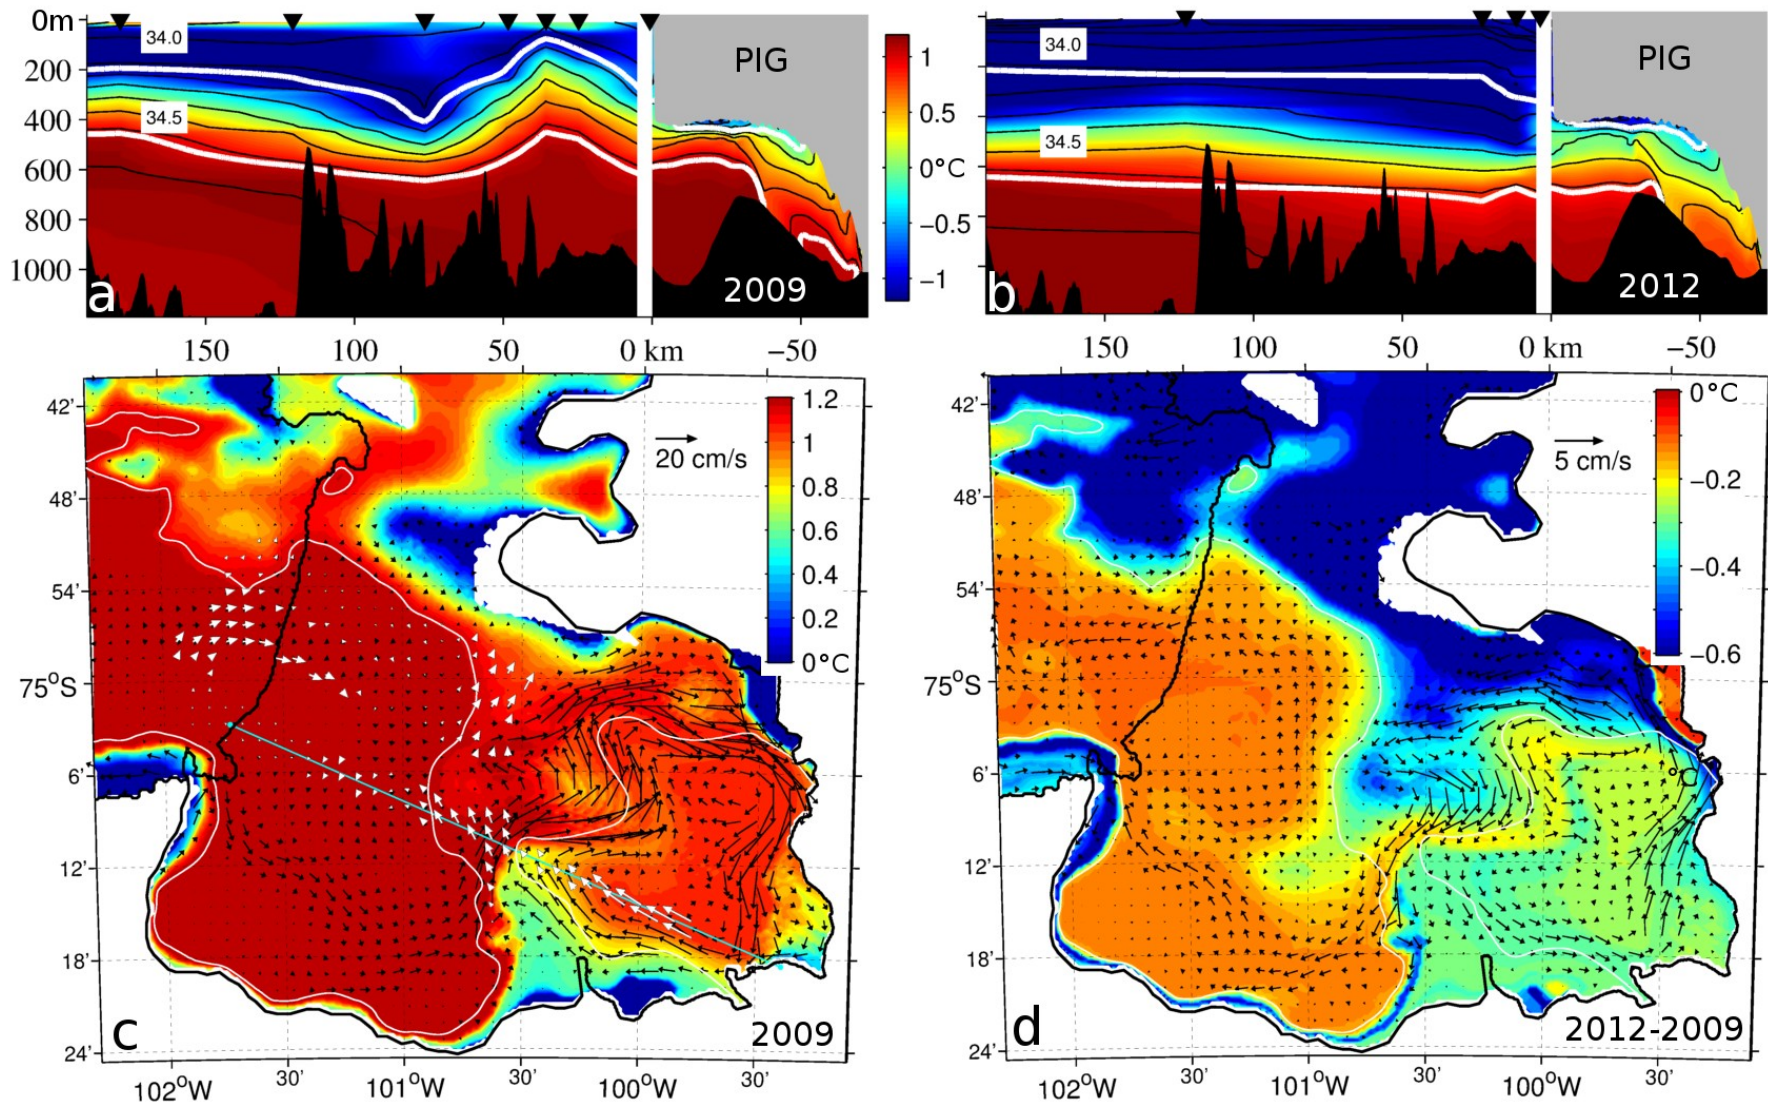 0m
200
400
600
800
1000
34.0
34.5
PIG
2009
a
1
0.5
0°C
−0.5
−1
34.0
34.5
PIG
2012
b
150
100
50
0 km
−50
150
100
50
0 km
−50
42'
48'
54'
75°S
6'
12'
18'
24'
20 cm/s
1.2
1
0.8
0.6
0.4
0.2
0°C
c
2009
102°W
30'
101°W
30'
100°W
30'
42'
48'
54'
75°S
6'
12'
18'
24'
5 cm/s
0°C
−0.2
−0.4
−0.6
°C
d
2012-2009
102°W
30'
101°W
30'
100°W
30'